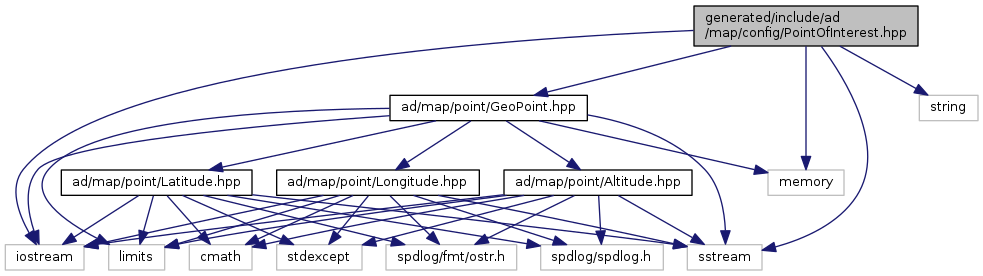 generated/include/ad
/map/config/PointOfInterest.hpp
ad/map/point/GeoPoint.hpp
string
ad/map/point/Latitude.hpp
ad/map/point/Longitude.hpp
ad/map/point/Altitude.hpp
memory
iostream
limits
cmath
stdexcept
spdlog/fmt/ostr.h
spdlog/spdlog.h
sstream